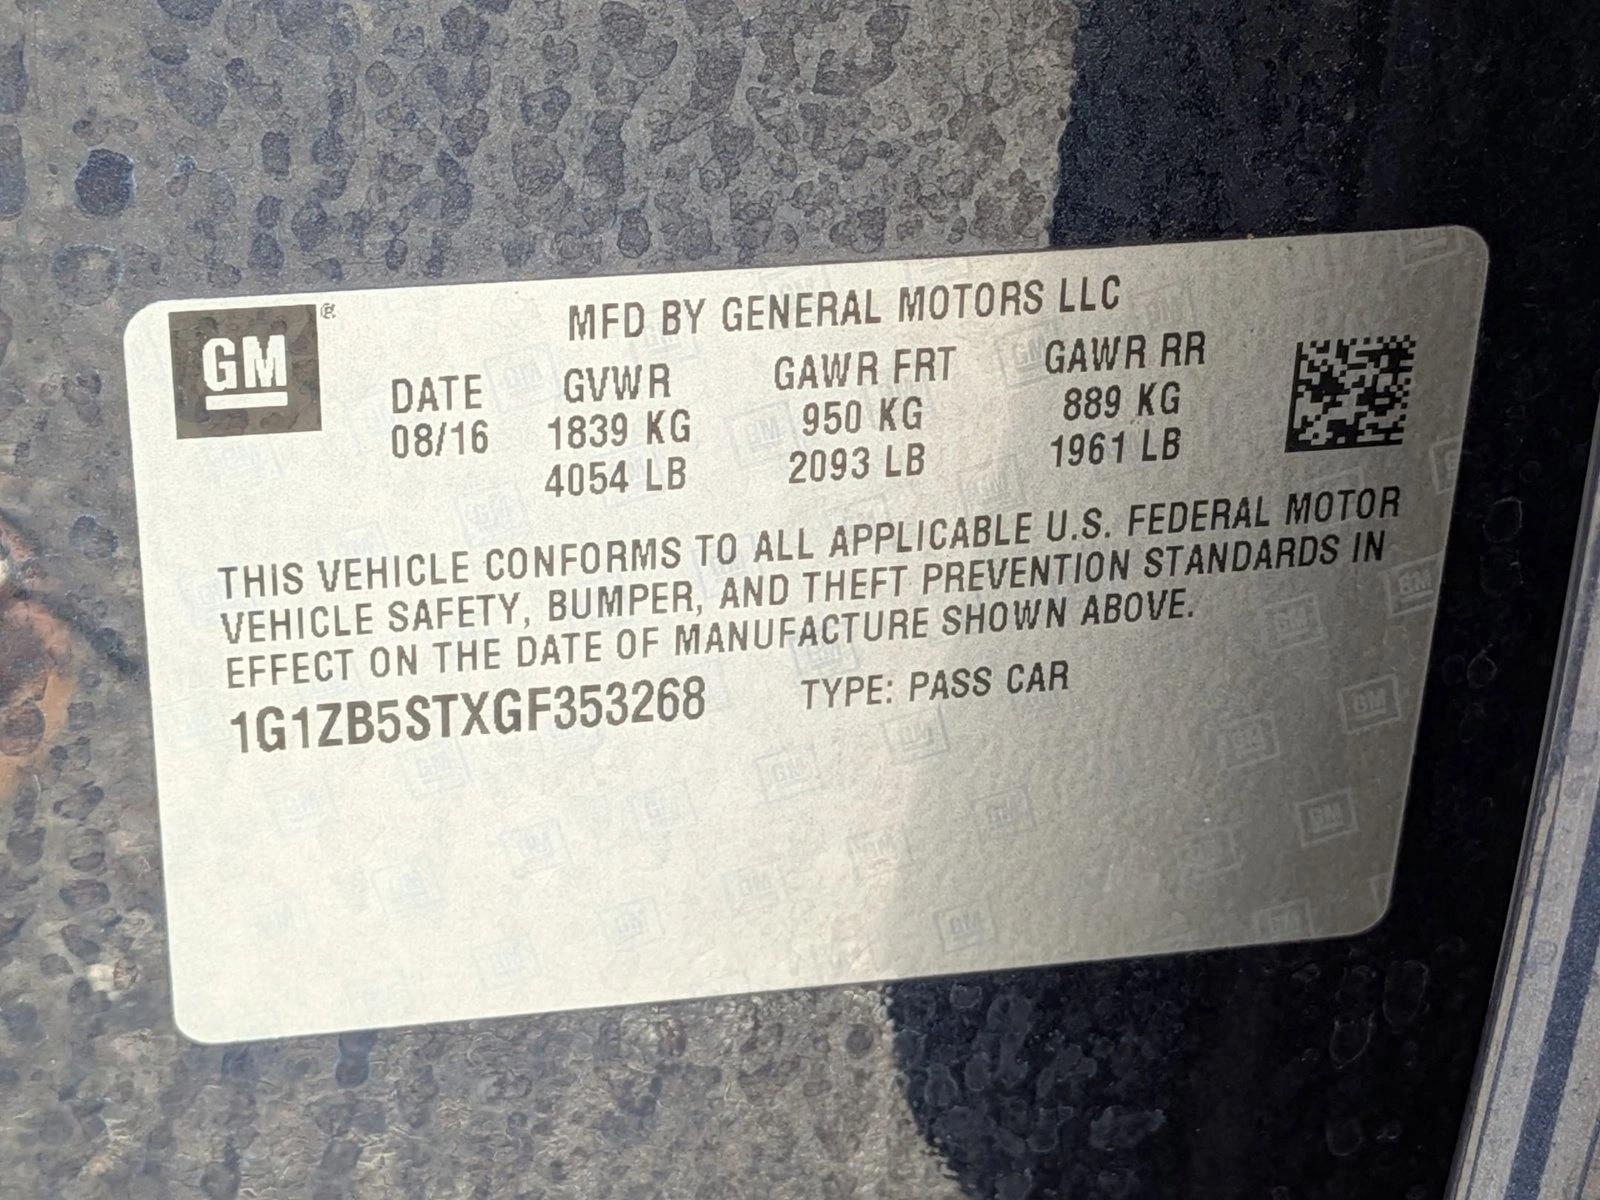 GM®
MFD BY GENERAL MOTORS LLC
DATE GVWR GAWR FRT GAWR RR
08/16 1839 KG 950 KG 889 KG
4054 LB 2093 LB 1961 LB
THIS VEHICLE CONFORMS TO ALL APPLICABLE U.S. FEDERAL MOTOR
VEHICLE SAFETY, BUMPER, AND THEFT PREVENTION STANDARDS IN
EFFECT ON THE DATE OF MANUFACTURE SHOWN ABOVE.
1G1ZB5STXGF353268 TYPE: PASS CAR